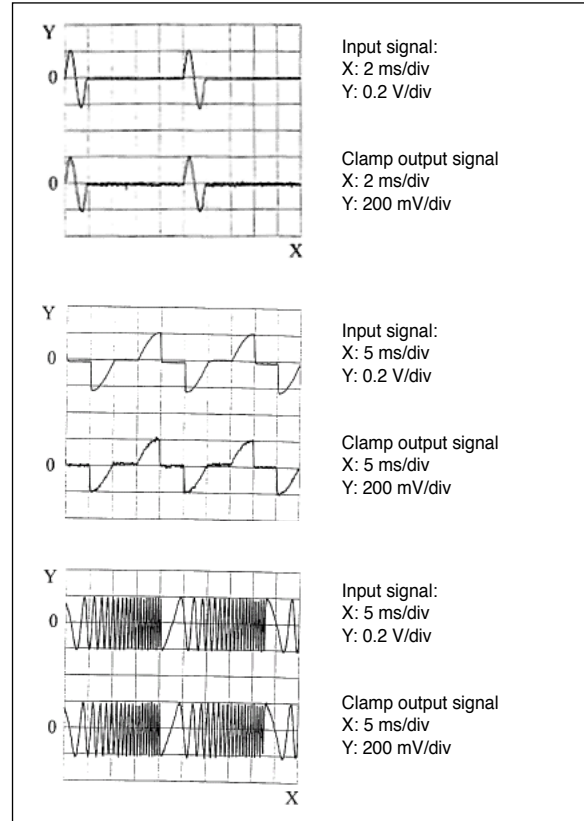 Y
0
Input signal:
X: 2 ms/div
Y: 0.2 V/div
0
Clamp output signal
X: 2 ms/div
Y: 200 mV/div
X
Y
0
Input signal:
X: 5 ms/div
Y: 0.2 V/div
0
Clamp output signal
X: 5 ms/div
Y: 200 mV/div
Y
0
Input signal:
X: 5 ms/div
Y: 0.2 V/div
0
Clamp output signal
X: 5 ms/div
Y: 200 mV/div
X